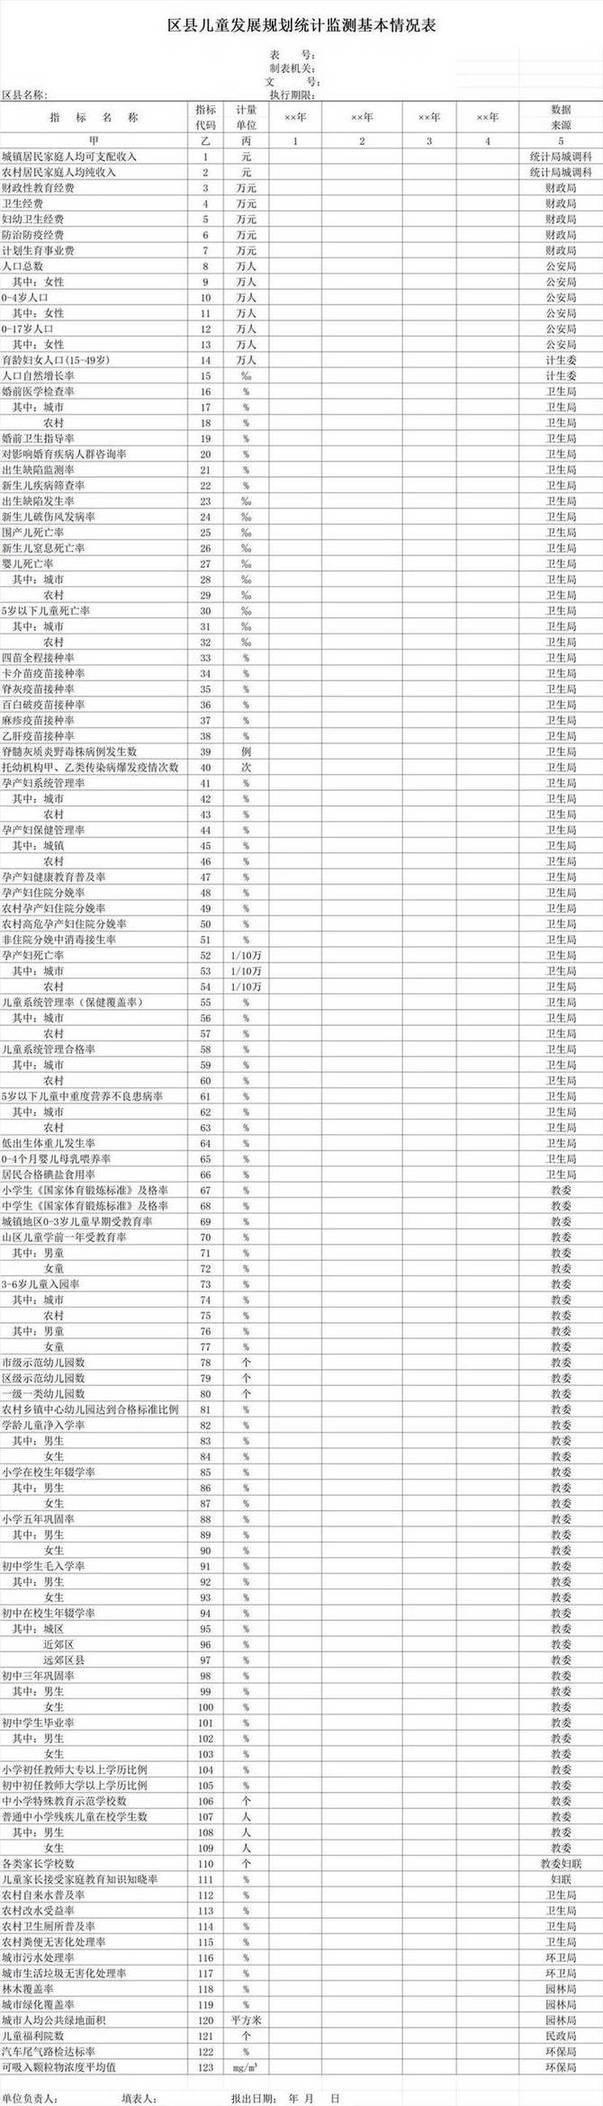 区县儿童发展规划统计监测基本情况表
表 号:
制表机关:
文 号:
区县名称: 执行期限:
指 标 名 称 指标代码 计量单位 ××年 ××年 ××年 ××年 数据来源
甲 乙 丙 1 2 3 4 5
城镇居民家庭人均可支配收入 1 元 统计局城调科
农村居民家庭人均纯收入 2 元 统计局城调科
财政性教育经费 3 万元 财政局
卫生经费 4 万元 财政局
妇幼卫生经费 5 万元 财政局
防治防疫经费 6 万元 财政局
计划生育事业费 7 万元 财政局
人口总数 8 万人 公安局
其中: 女性 9 万人 公安局
0-4岁人口 10 万人 公安局
其中: 女性 11 万人 公安局
0-17岁人口 12 万人 公安局
其中: 女性 13 万人 公安局
育龄妇女人口(15-49岁) 14 万人 计生委
人口自然增长率 15 ‰ 计生委
婚前医学检查率 16 % 卫生局
其中: 城市 17 % 卫生局
农村 18 % 卫生局
婚前卫生指导率 19 % 卫生局
对影响婚育疾病人群咨询率 20 % 卫生局
出生缺陷监测率 21 % 卫生局
新生儿疾病筛查率 22 % 卫生局
出生缺陷发生率 23 ‰ 卫生局
新生儿破伤风发病率 24 ‰ 卫生局
围产儿死亡率 25 ‰ 卫生局
新生儿窒息死亡率 26 ‰ 卫生局
婴儿死亡率 27 ‰ 卫生局
其中: 城市 28 ‰ 卫生局
农村 29 ‰ 卫生局
5岁以下儿童死亡率 30 ‰ 卫生局
其中: 城市 31 ‰ 卫生局
农村 32 ‰ 卫生局
四苗全程接种率 33 % 卫生局
卡介苗疫苗接种率 34 % 卫生局
脊灰疫苗接种率 35 % 卫生局
百白破疫苗接种率 36 % 卫生局
麻疹疫苗接种率 37 % 卫生局
乙肝疫苗接种率 38 % 卫生局
脊髓灰质炎野毒株病例发生数 39 例 卫生局
托幼机构甲、乙类传染病爆发疫情次数 40 次 卫生局
孕产妇系统管理率 41 % 卫生局
其中: 城市 42 % 卫生局
农村 43 % 卫生局
孕产妇保健管理率 44 % 卫生局
其中: 城镇 45 % 卫生局
农村 46 % 卫生局
孕产妇健康教育普及率 47 % 卫生局
孕产妇住院分娩率 48 % 卫生局
农村孕产妇住院分娩率 49 % 卫生局
农村高危孕产妇住院分娩率 50 % 卫生局
非住院分娩中消毒接生率 51 % 卫生局
孕产妇死亡率 52 1/10万 卫生局
其中: 城市 53 1/10万 卫生局
农村 54 1/10万 卫生局
儿童系统管理率（保健覆盖率） 55 % 卫生局
其中: 城市 56 % 卫生局
农村 57 % 卫生局
儿童系统管理合格率 58 % 卫生局
其中: 城市 59 % 卫生局
农村 60 % 卫生局
5岁以下儿童中重度营养不良患病率 61 % 卫生局
其中: 城市 62 % 卫生局
农村 63 % 卫生局
低出生体重儿发生率 64 % 卫生局
0-4个月婴儿母乳喂养率 65 % 卫生局
居民合格碘盐食用率 66 % 卫生局
小学生《国家体育锻炼标准》及格率 67 % 教委
中学生《国家体育锻炼标准》及格率 68 % 教委
城镇地区0-3岁儿童早期受教育率 69 % 教委
山区儿童学前一年受教育率 70 % 教委
其中: 男童 71 % 教委
女童 72 % 教委
3-6岁儿童入园率 73 % 教委
其中: 城市 74 % 教委
农村 75 % 教委
其中: 男童 76 % 教委
女童 77 % 教委
市级示范幼儿园数 78 个 教委
区级示范幼儿园数 79 个 教委
一级一类幼儿园数 80 个 教委
农村乡镇中心幼儿园达到合格标准比例 81 % 教委
学龄儿童净入学率 82 % 教委
其中: 男生 83 % 教委
女生 84 % 教委
小学在校生年辍学率 85 % 教委
其中: 男生 86 % 教委
女生 87 % 教委
小学五年巩固率 88 % 教委
其中: 男生 89 % 教委
女生 90 % 教委
初中学生毛入学率 91 % 教委
其中: 男生 92 % 教委
女生 93 % 教委
初中在校生年辍学率 94 % 教委
其中: 城区 95 % 教委
近郊区 96 % 教委
远郊区县 97 % 教委
初中三年巩固率 98 % 教委
其中: 男生 99 % 教委
女生 100 % 教委
初中学生毕业率 101 % 教委
其中: 男生 102 % 教委
女生 103 % 教委
小学初任教师大专以上学历比例 104 % 教委
初中初任教师大学以上学历比例 105 % 教委
中小学特殊教育示范学校数 106 个 教委
普通中小学残疾儿童在校学生数 107 人 教委
其中: 男生 108 人 教委
女生 109 人 教委
各类家长学校数 110 个 教委妇联
儿童家长接受家庭教育知识知晓率 111 % 妇联
农村自来水普及率 112 % 卫生局
农村改水受益率 113 % 卫生局
农村卫生厕所普及率 114 % 卫生局
农村粪便无害化处理率 115 % 卫生局
城市污水处理率 116 % 环卫局
城市生活垃圾无害化处理率 117 % 环卫局
林木覆盖率 118 % 园林局
城市绿化覆盖率 119 % 园林局
城市人均公共绿地面积 120 平方米 园林局
儿童福利院数 121 个 民政局
汽车尾气路检达标率 122 % 环保局
可吸入颗粒物浓度平均值 123 mg/m³ 环保局
单位负责人: 填表人: 报出日期: 年 月 日